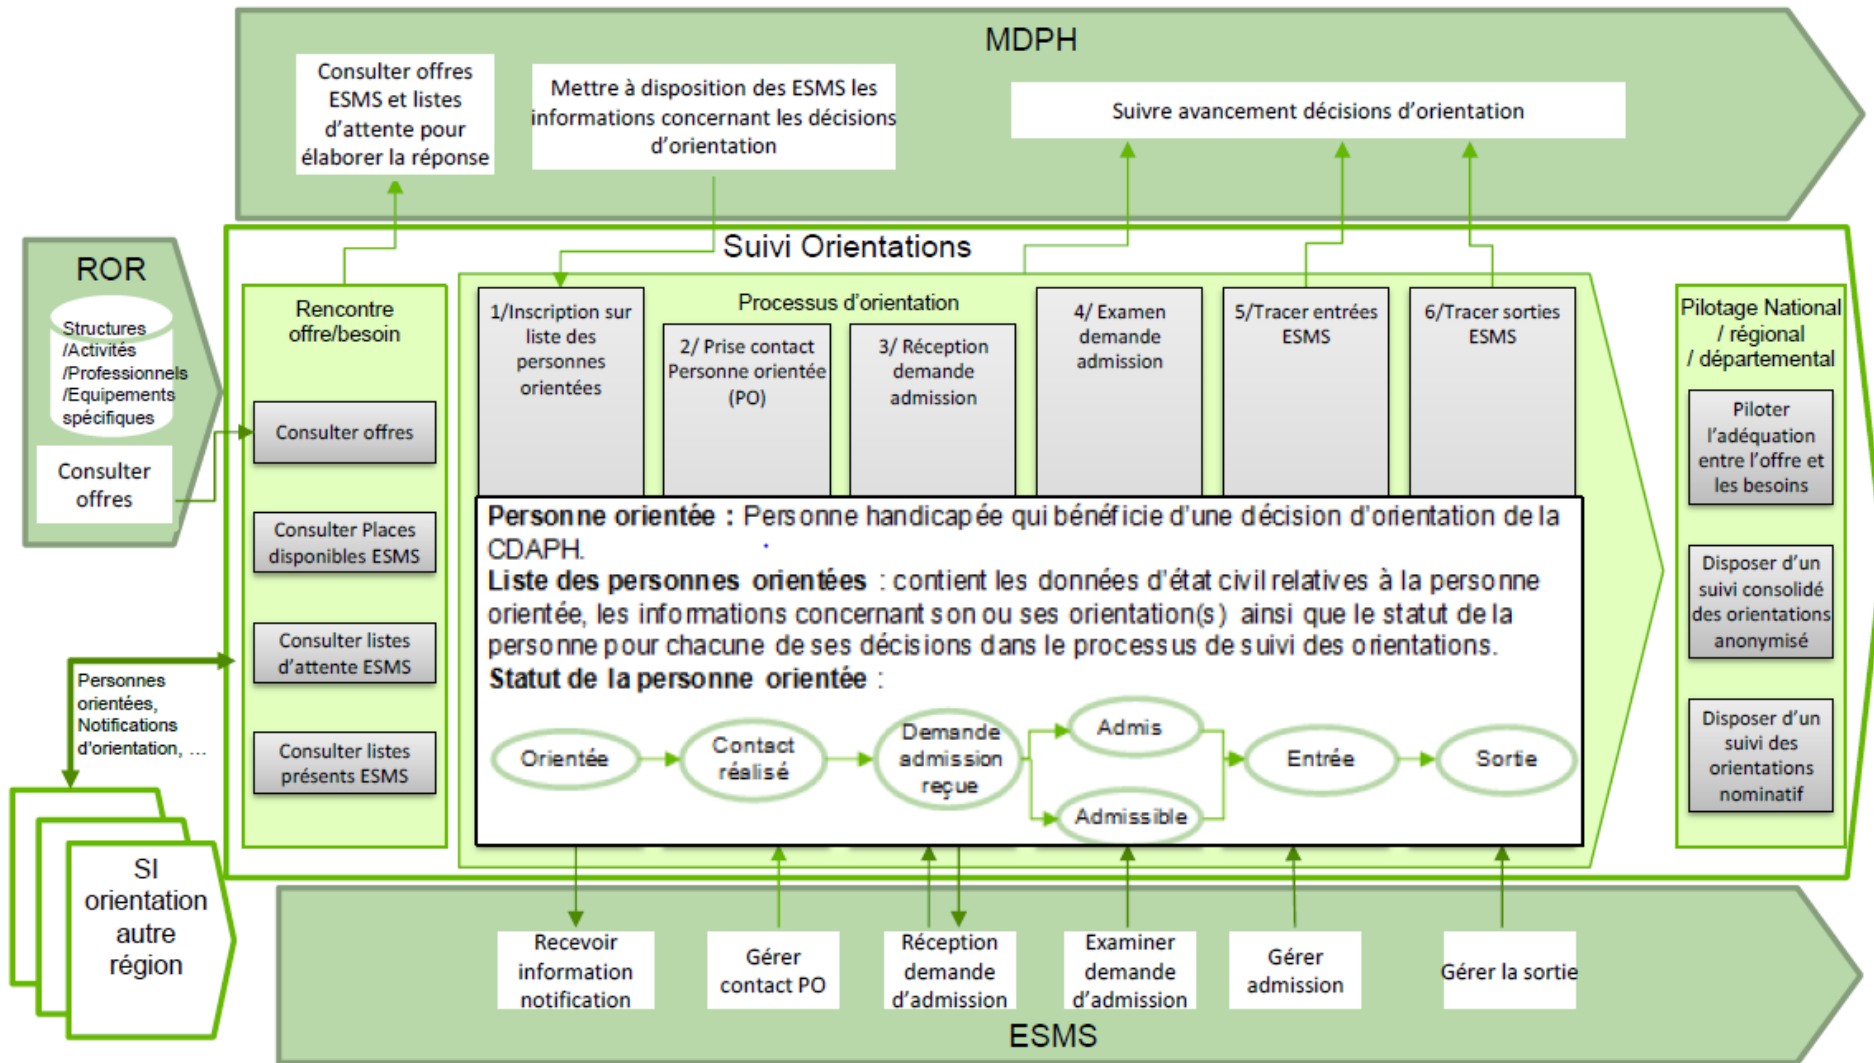 MDPH
Consulter offres
ESMS et listes
d'attente pour
élaborer la réponse
Mettre à disposition des ESMS les
informations concernant les décisions
d'orientation
Suivre avancement décisions d'orientation
ROR
Structures
/Activités
/Professionnels
/Equipements
spécifiques
Consulter
offres
Suivi Orientations
Rencontre
offre/besoin
Consulter offres
Consulter Places
disponibles ESMS
Consulter listes
d'attente ESMS
Consulter listes
présents ESMS
Processus d'orientation
1/Inscription sur
liste des
personnes
orientées
2/ Prise contact
Personne orientée
(PO)
3/ Réception
demande
admission
4/ Examen
demande
admission
5/Tracer entrées
ESMS
6/Tracer sorties
ESMS
Personne orientée : Personne handicapée qui bénéficie d'une décision d'orientation de la
CDAPH.
Liste des personnes orientées : contient les données d'état civil relatives à la personne
orientée, les informations concernant son ou ses orientation(s) ainsi que le statut de la
personne pour chacune de ses décisions dans le processus de suivi des orientations.
Statut de la personne orientée :
Orientée
Contact
réalisé
Demande
admission
reçue
Admis
Admissible
Entrée
Sortie
Pilotage National
/ régional
/ départemental
Piloter
l'adéquation
entre l'offre et
les besoins
Disposer d'un
suivi consolidé
des orientations
anonymisé
Disposer d'un
suivi des
orientations
nominatif
Personnes
orientées,
Notifications
d'orientation, …
SI
orientation
autre
région
Recevoir
information
notification
Gérer
contact PO
Réception
demande
d'admission
Examiner
demande
d'admission
Gérer
admission
Gérer la sortie
ESMS